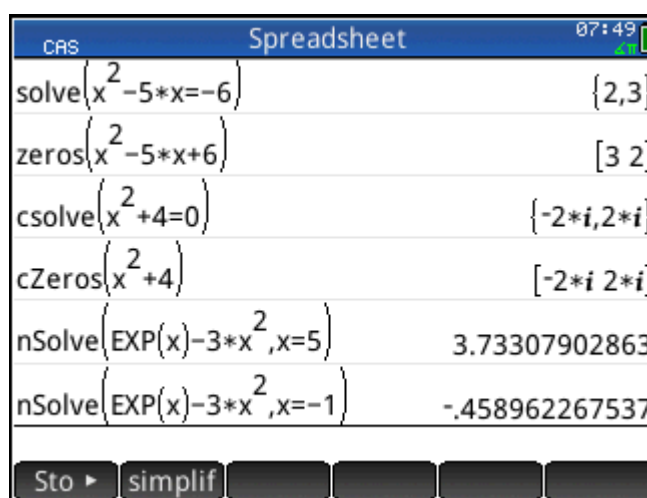 CAS Spreadsheet 07:49
∡π
solve(x²-5*x=-6) {2,3}
zeros(x²-5*x+6) [3 2]
csolve(x²+4=0) {-2*i,2*i}
cZeros(x²+4) [-2*i 2*i]
nSolve(EXP(x)-3*x²,x=5) 3.73307902863
nSolve(EXP(x)-3*x²,x=-1) -.458962267537
Sto ▸ simplif